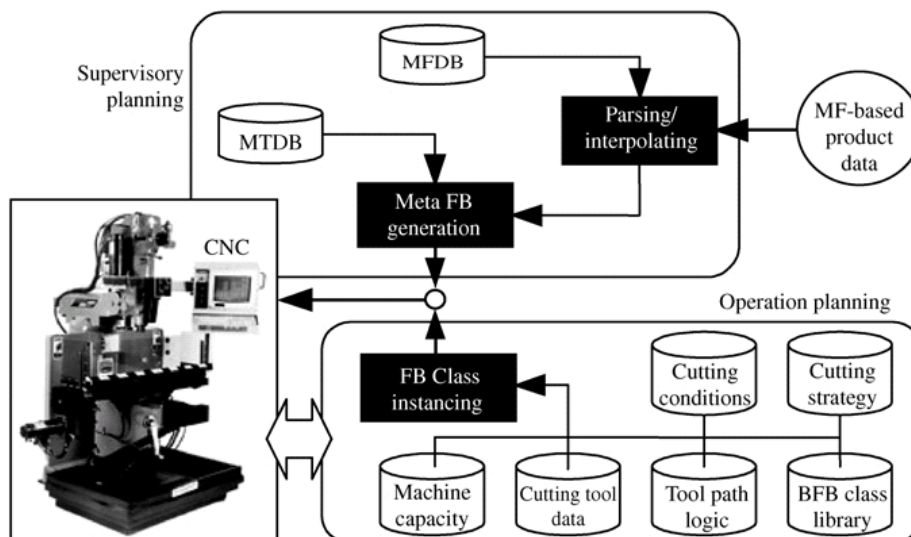 Supervisory
planning
MFDB
MTDB
Parsing/
interpolating
MF-based
product
data
Meta FB
generation
CNC
Operation planning
FB Class
instancing
Cutting
conditions
Cutting
strategy
Machine
capacity
Cutting tool
data
Tool path
logic
BFB class
library